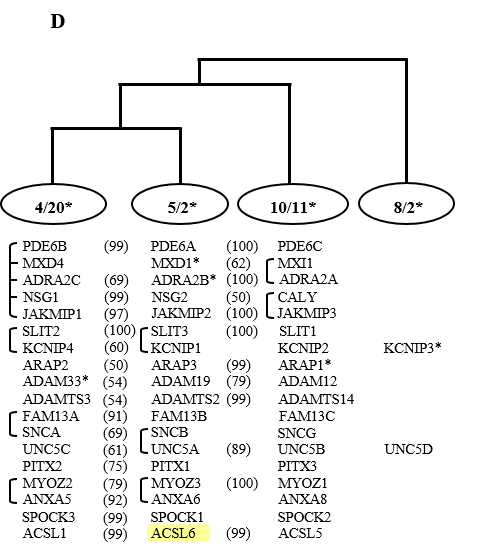 D
4/20* 5/2* 10/11* 8/2*
PDE6B (99) PDE6A (100) PDE6C
MXD4 MXD1* (62) MXI1
ADRA2C (69) ADRA2B* (100) ADRA2A
NSG1 (99) NSG2 (50) CALY
JAKMIP1 (97) JAKMIP2 (100) JAKMIP3
SLIT2 (100) SLIT3 (100) SLIT1
KCNIP4 (60) KCNIP1 KCNIP2 KCNIP3*
ARAP2 (50) ARAP3 (99) ARAP1*
ADAM33* (54) ADAM19 (79) ADAM12
ADAMTS3 (54) ADAMTS2 (99) ADAMTS14
FAM13A (91) FAM13B FAM13C
SNCA (69) SNCB SNCG
UNC5C (61) UNC5A (89) UNC5B UNC5D
PITX2 (75) PITX1 PITX3
MYOZ2 (79) MYOZ3 (100) MYOZ1
ANXA5 (92) ANXA6 ANXA8
SPOCK3 (99) SPOCK1 SPOCK2
ACSL1 (99) ACSL6 (99) ACSL5